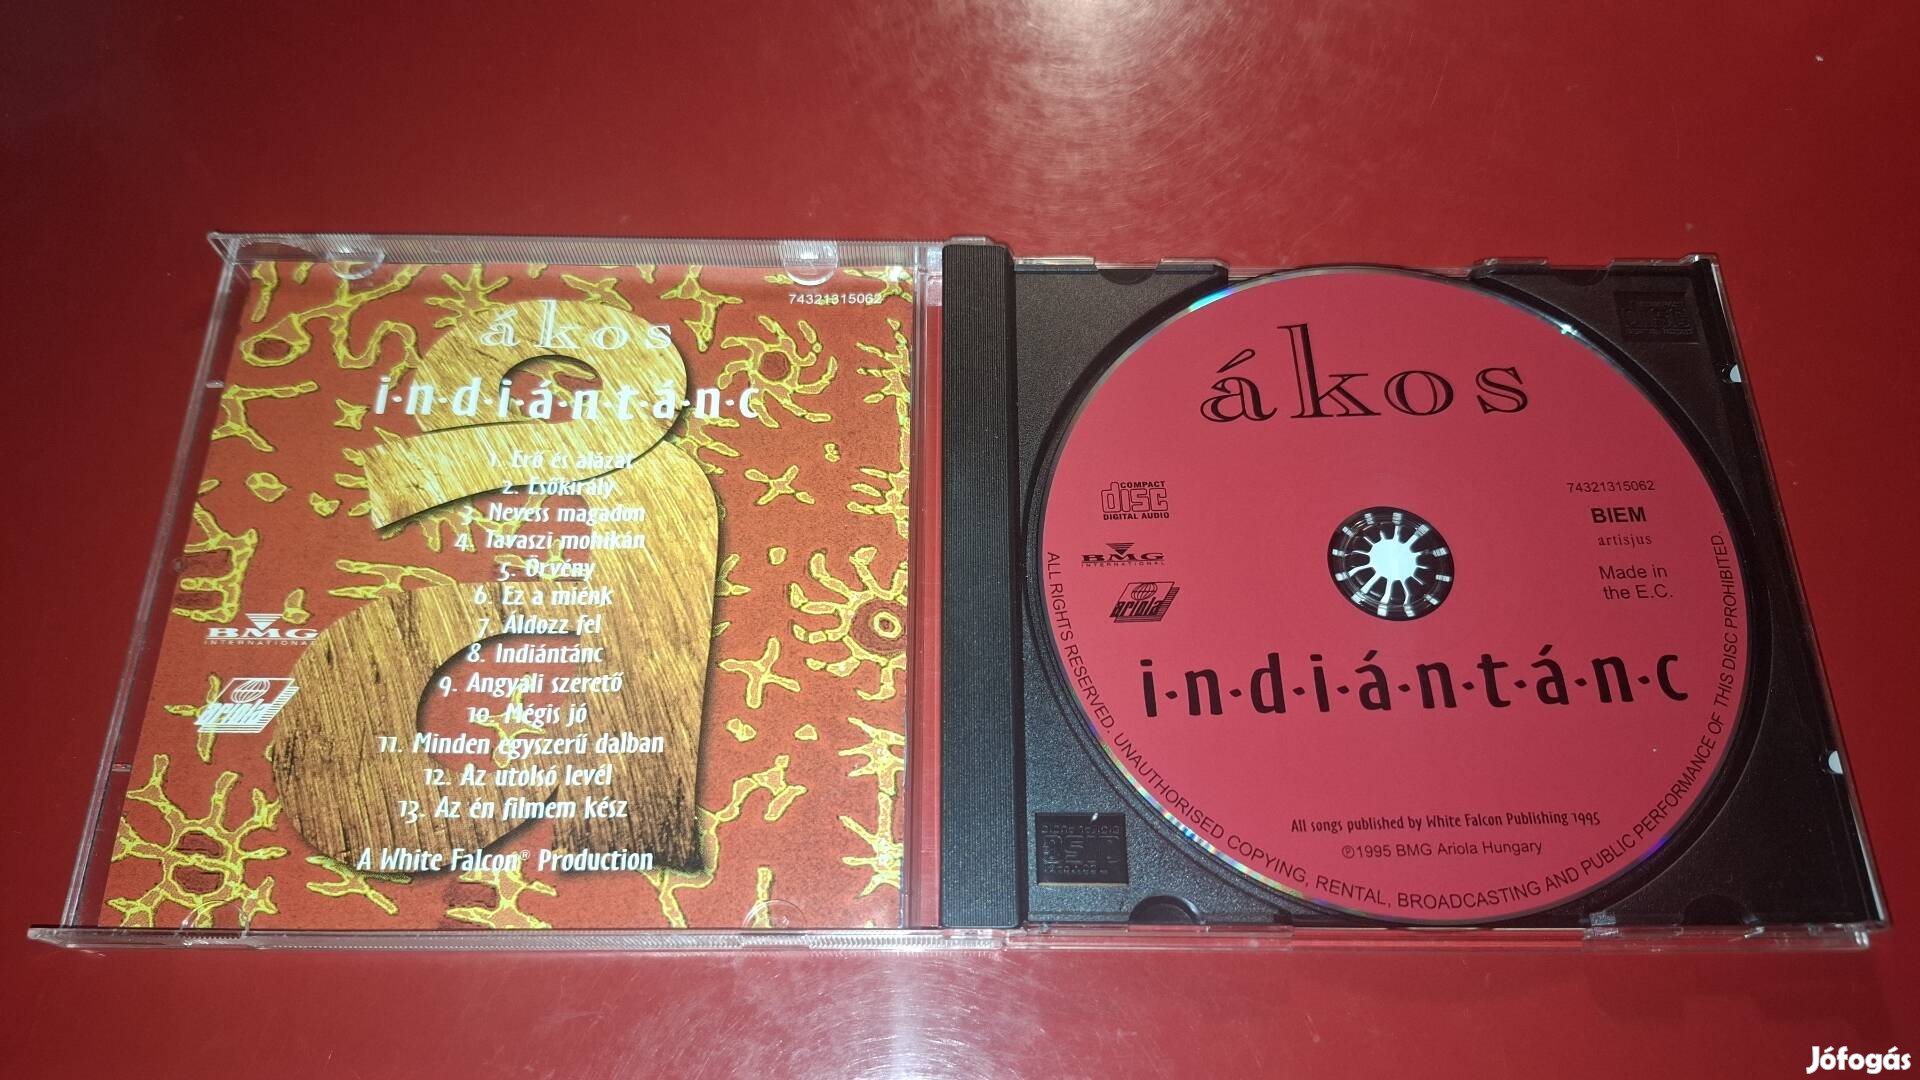 74321315062
ákos
i·n·d·i·á·n·t·á·n·c
1. Erő és alázat
2. Esőkirály
3. Nevess magadon
4. Tavaszi mohikán
5. Örvény
6. Ez a miénk
7. Áldozz fel
8. Indiántánc
9. Angyali szerető
10. Mégis jó
11. Minden egyszerű dalban
12. Az utolsó levél
13. Az én filmem kész
A White Falcon® Production
BMG
INTERNATIONAL
ariola
ákos
COMPACT
disc
DIGITAL AUDIO
BMG
INTERNATIONAL
ariola
74321315062
BIEM
artisjus
Made in
the E.C.
i·n·d·i·á·n·t·á·n·c
All songs published by White Falcon Publishing 1995
℗1995 BMG Ariola Hungary
ALL RIGHTS RESERVED. UNAUTHORISED COPYING, RENTAL, BROADCASTING AND PUBLIC PERFORMANCE OF THIS DISC PROHIBITED.
Jófogás